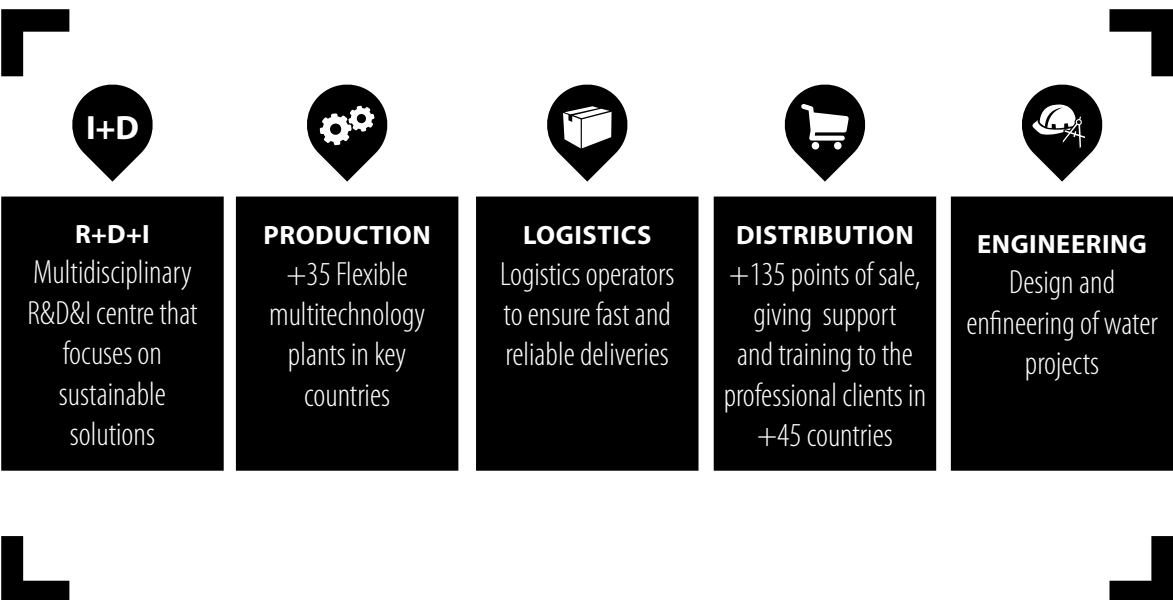 I+D
R+D+I
Multidisciplinary
R&D&I centre that
focuses on
sustainable
solutions
PRODUCTION
+35 Flexible
multitechnology
plants in key
countries
LOGISTICS
Logistics operators
to ensure fast and
reliable deliveries
DISTRIBUTION
+135 points of sale,
giving  support
and training to the
professional clients in
+45 countries
ENGINEERING
Design and
enfineering of water
projects